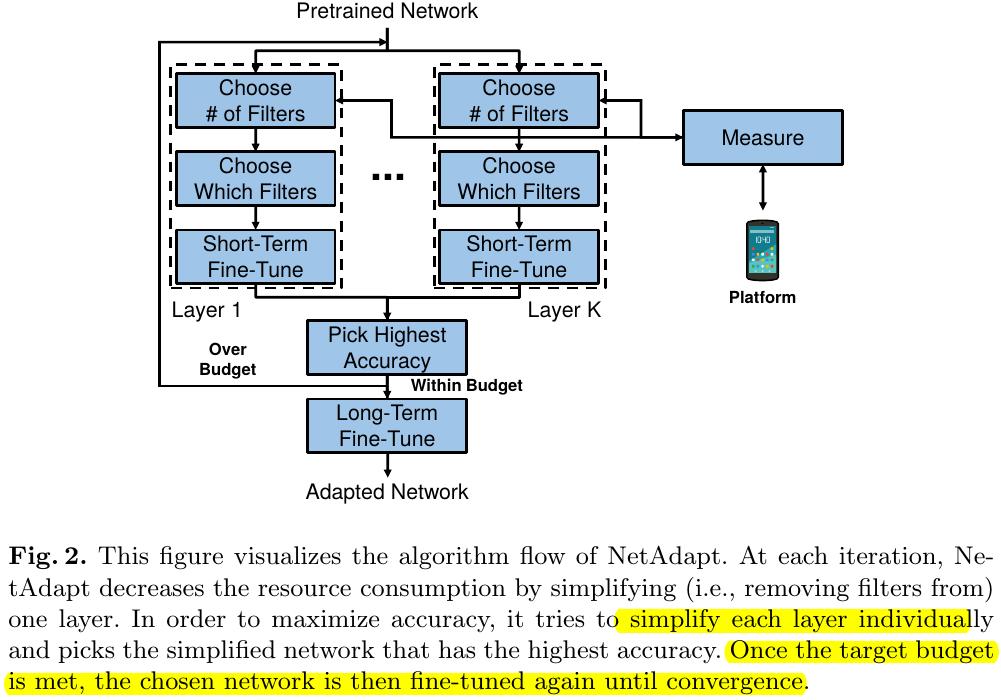 Pretrained Network
Choose
# of Filters
Choose
Which Filters
Short-Term
Fine-Tune
Layer 1
...
Choose
# of Filters
Choose
Which Filters
Short-Term
Fine-Tune
Layer K
Measure
10:40
Platform
Pick Highest
Accuracy
Over
Budget
Within Budget
Long-Term
Fine-Tune
Adapted Network
Fig. 2. This figure visualizes the algorithm flow of NetAdapt. At each iteration, Ne-
tAdapt decreases the resource consumption by simplifying (i.e., removing filters from)
one layer. In order to maximize accuracy, it tries to simplify each layer individually
and picks the simplified network that has the highest accuracy. Once the target budget
is met, the chosen network is then fine-tuned again until convergence.